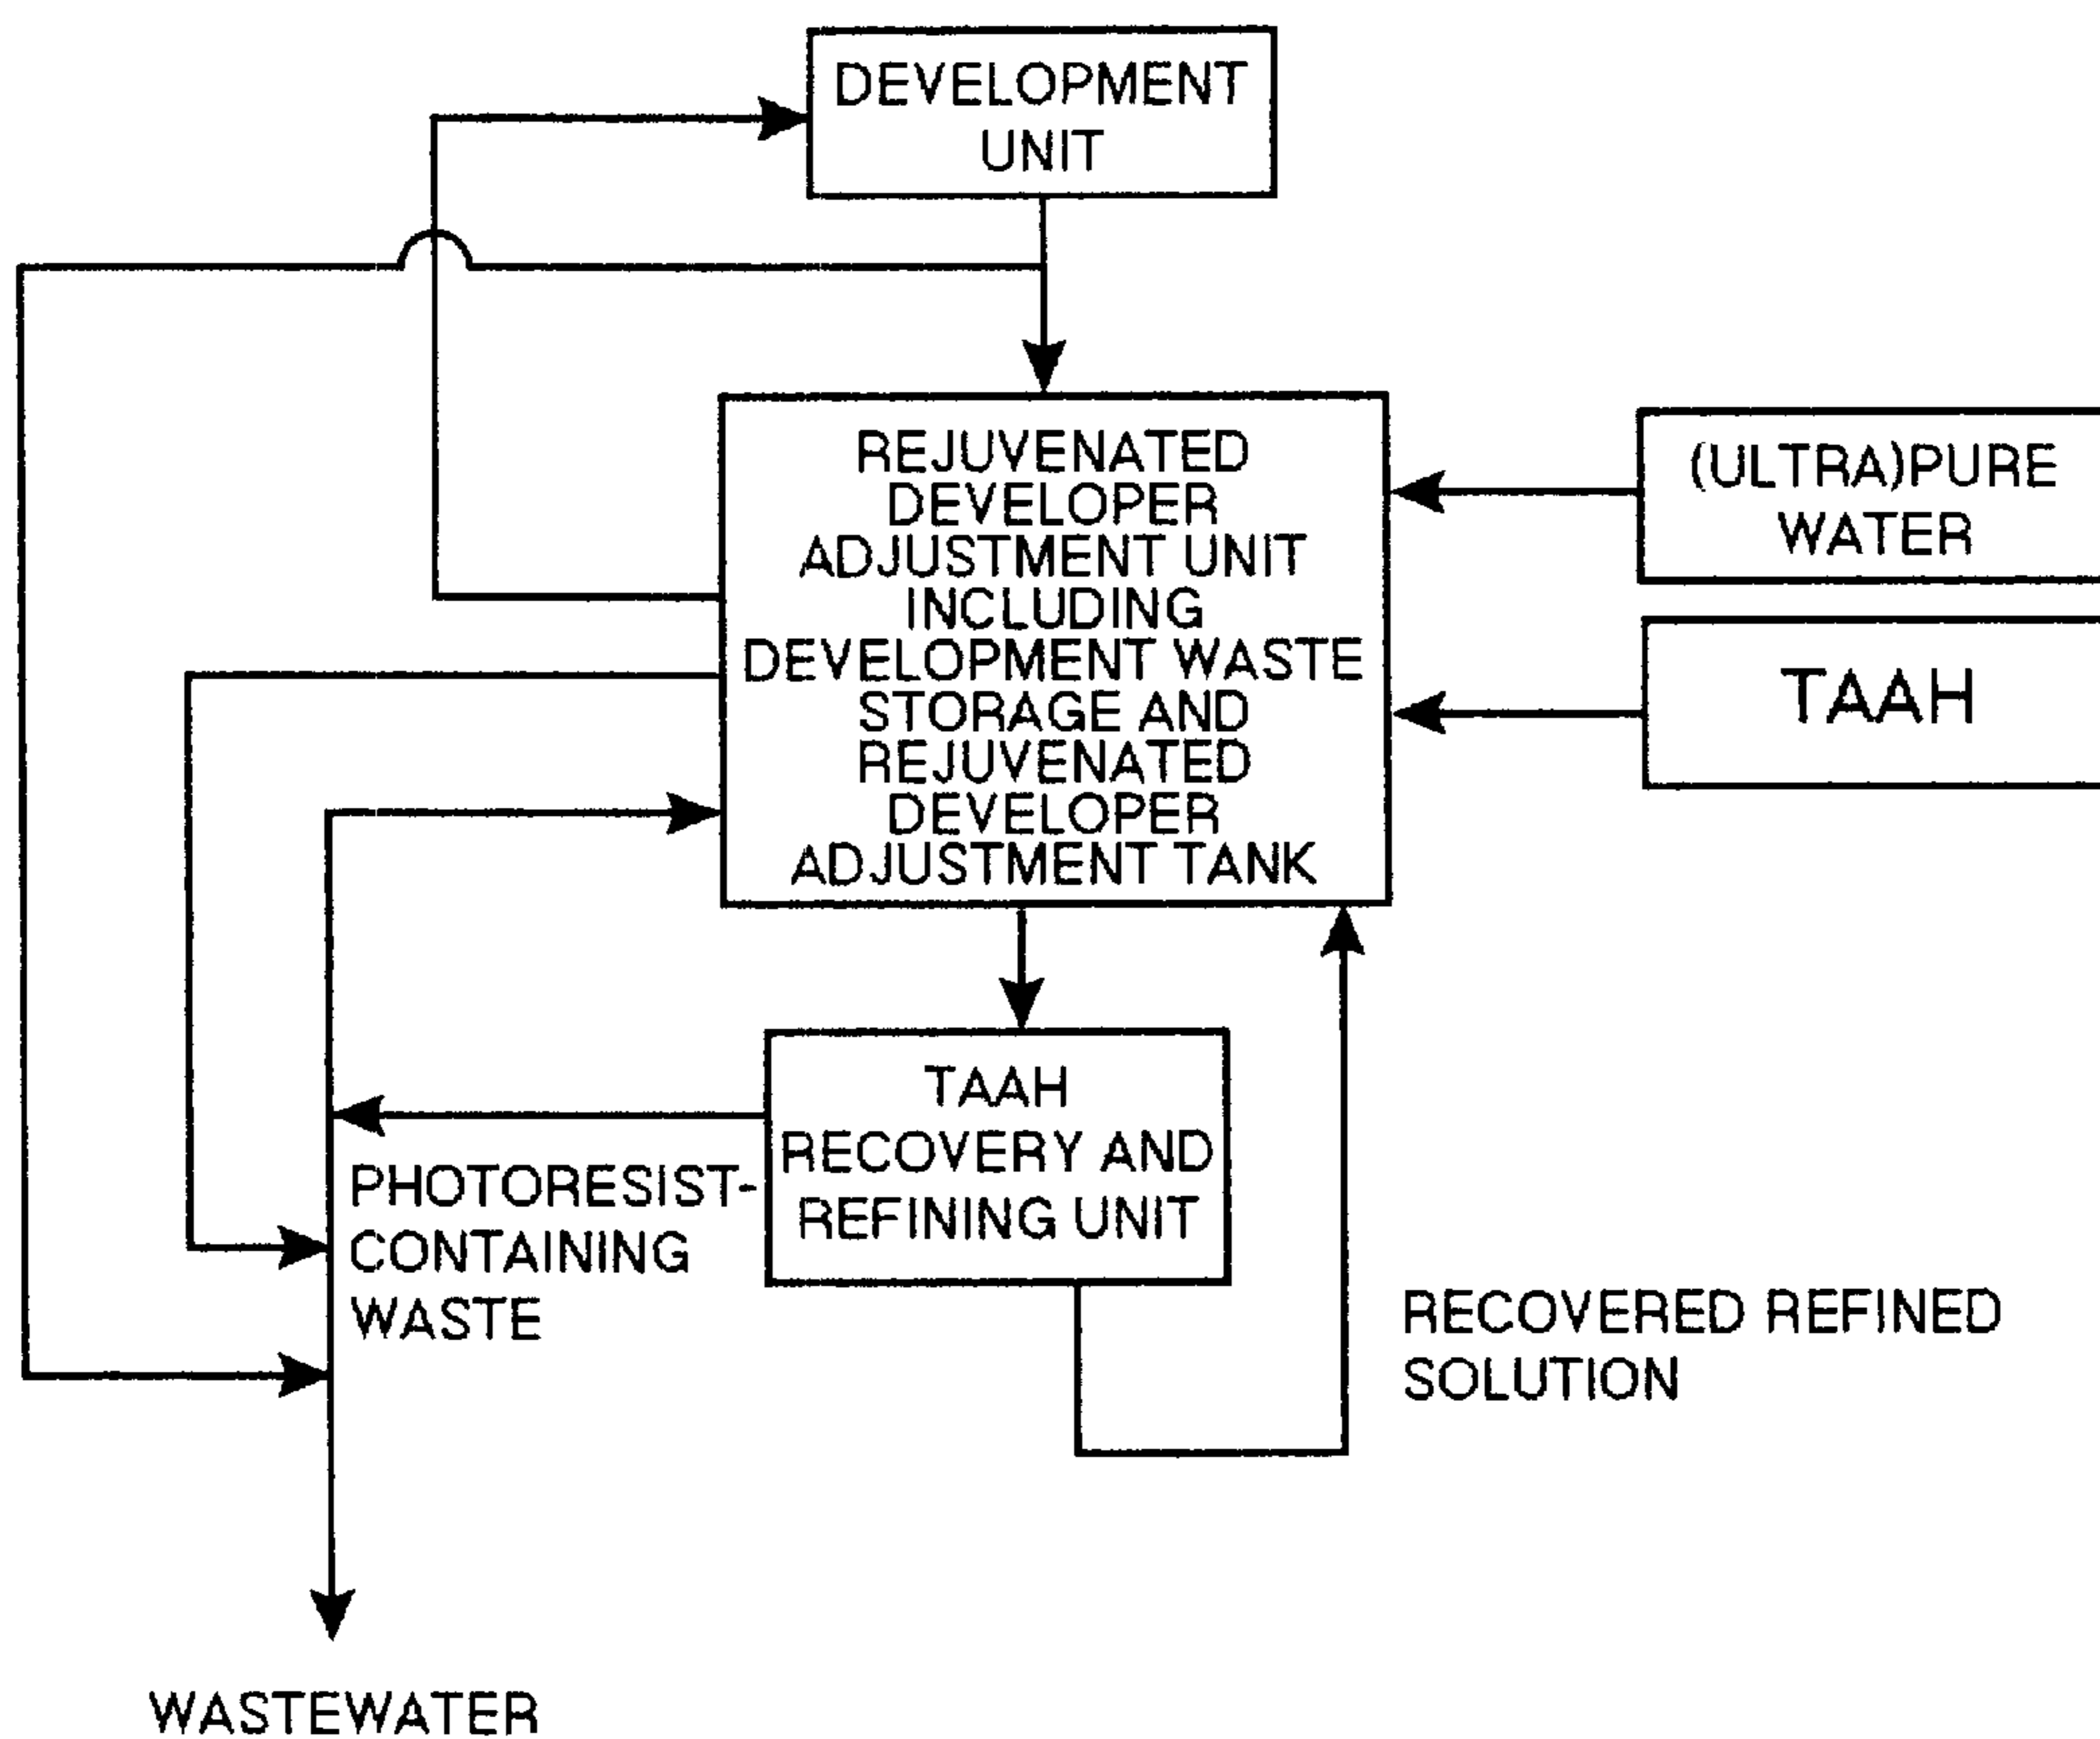 DEVELOPMENT
UNIT
REJUVENATED
DEVELOPER
ADJUSTMENT UNIT
INCLUDING
DEVELOPMENT WASTE
STORAGE AND
REJUVENATED
DEVELOPER
ADJUSTMENT TANK
(ULTRA)PURE
WATER
TAAH
TAAH
RECOVERY AND
REFINING UNIT
PHOTORESIST-
CONTAINING
WASTE
RECOVERED REFINED
SOLUTION
WASTEWATER